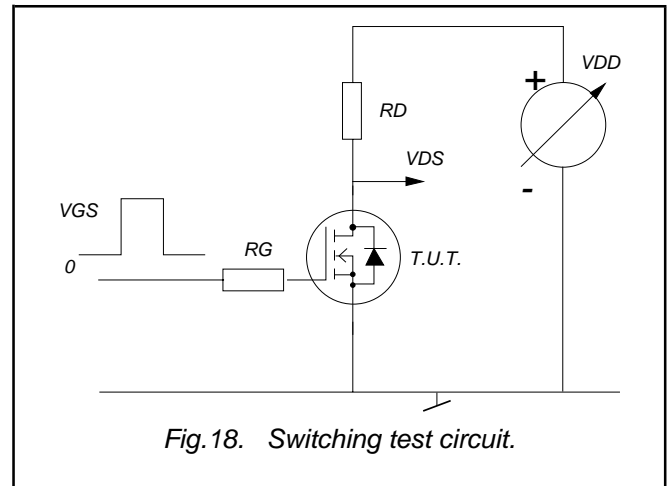 VDD
+
RD
VDS
-
VGS
0
RG
T.U.T.
Fig.18. Switching test circuit.